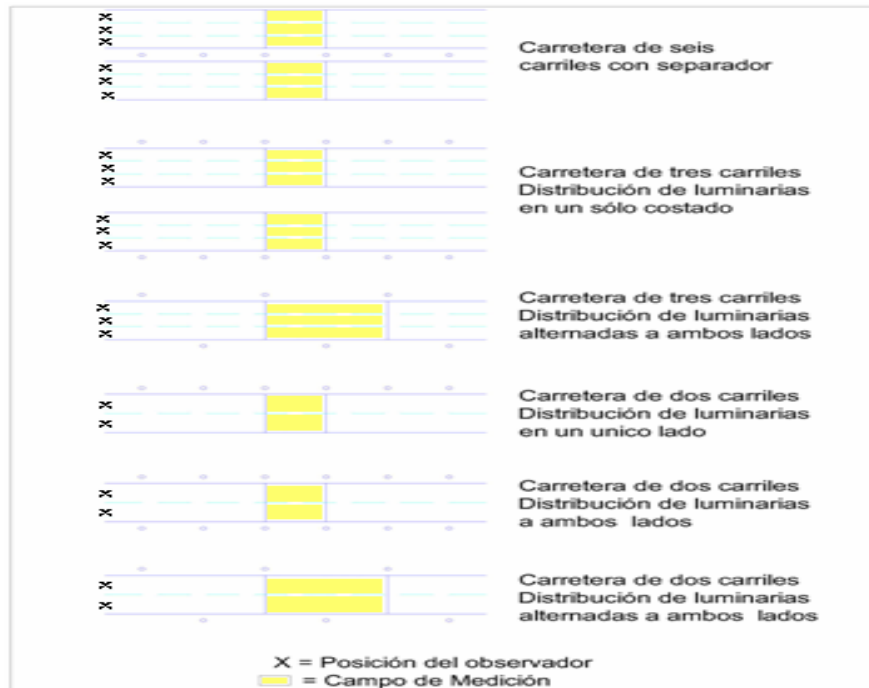 Carretera de seis
carriles con separador
Carretera de tres carriles
Distribución de luminarias
en un sólo costado
Carretera de tres carriles
Distribución de luminarias
alternadas a ambos lados
Carretera de dos carriles
Distribución de luminarias
en un unico lado
Carretera de dos carriles
Distribución de luminarias
a ambos lados
Carretera de dos carriles
Distribución de luminarias
alternadas a ambos lados
X = Posición del observador
= Campo de Medición